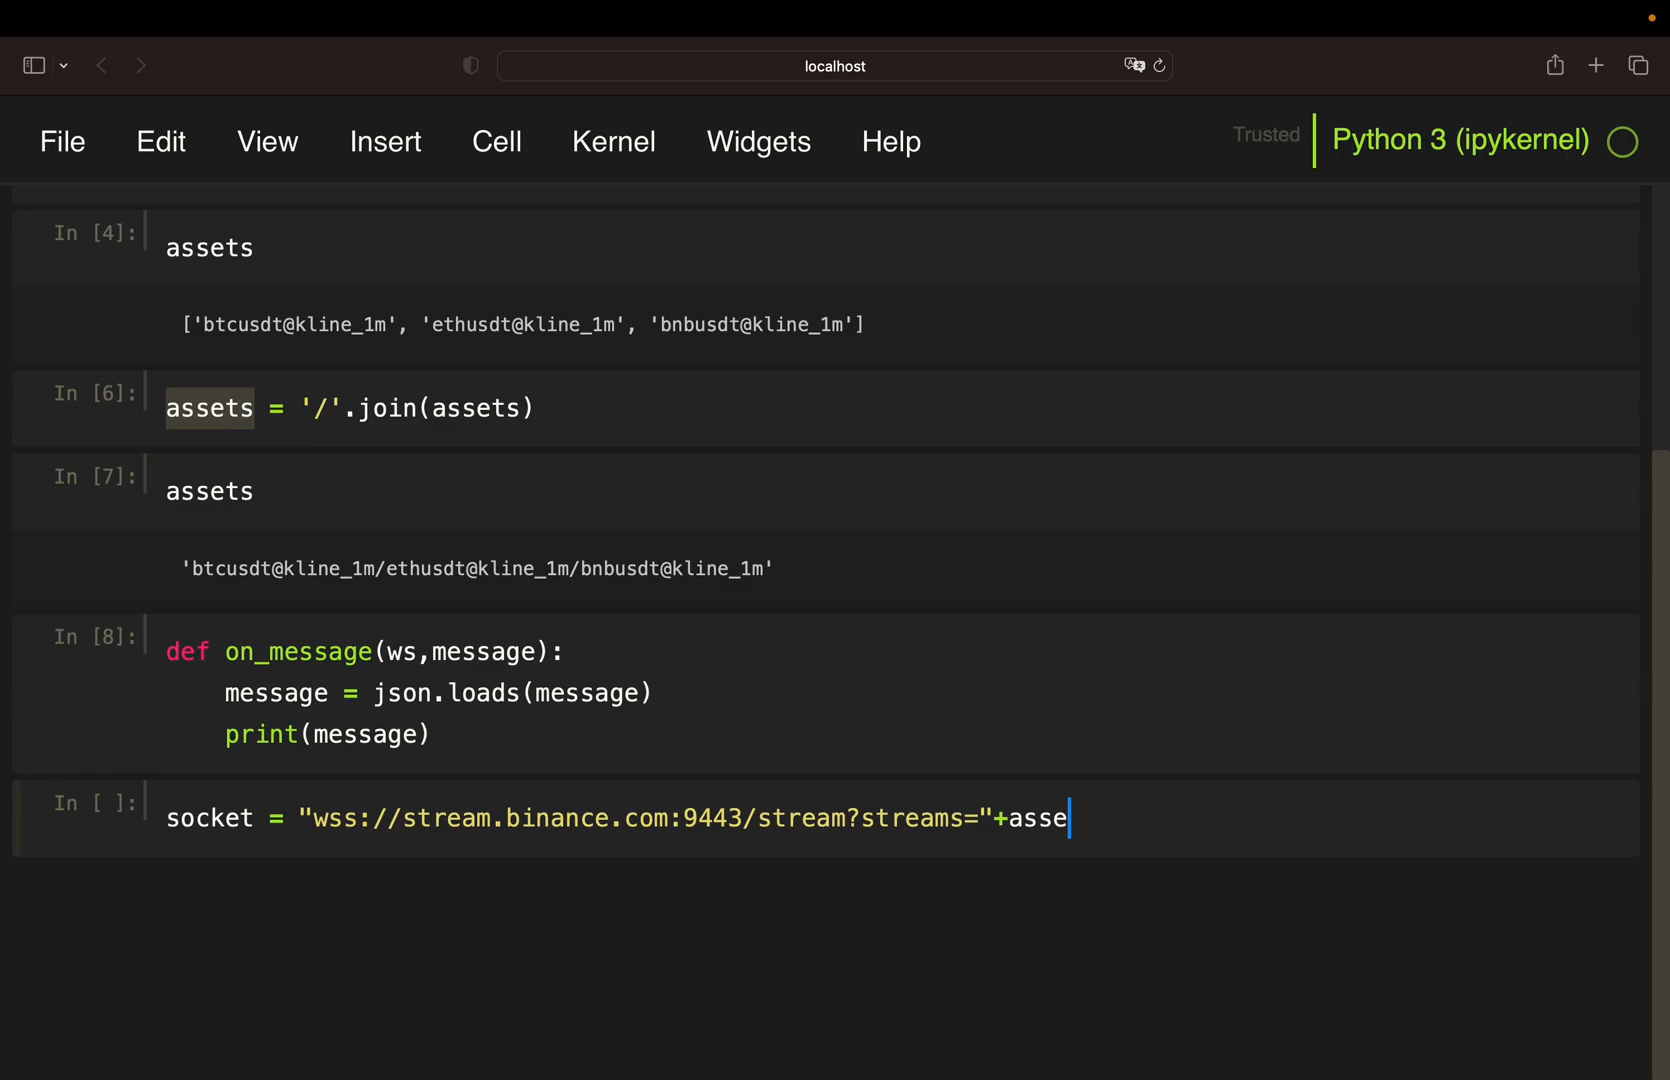 localhost
File Edit View Insert Cell Kernel Widgets Help Trusted Python 3 (ipykernel)
In [4]: assets
['btcusdt@kline_1m', 'ethusdt@kline_1m', 'bnbusdt@kline_1m']
In [6]: assets = '/'.join(assets)
In [7]: assets
'btcusdt@kline_1m/ethusdt@kline_1m/bnbusdt@kline_1m'
In [8]: def on_message(ws,message):
message = json.loads(message)
print(message)
In [ ]: socket = "wss://stream.binance.com:9443/stream?streams="+asse